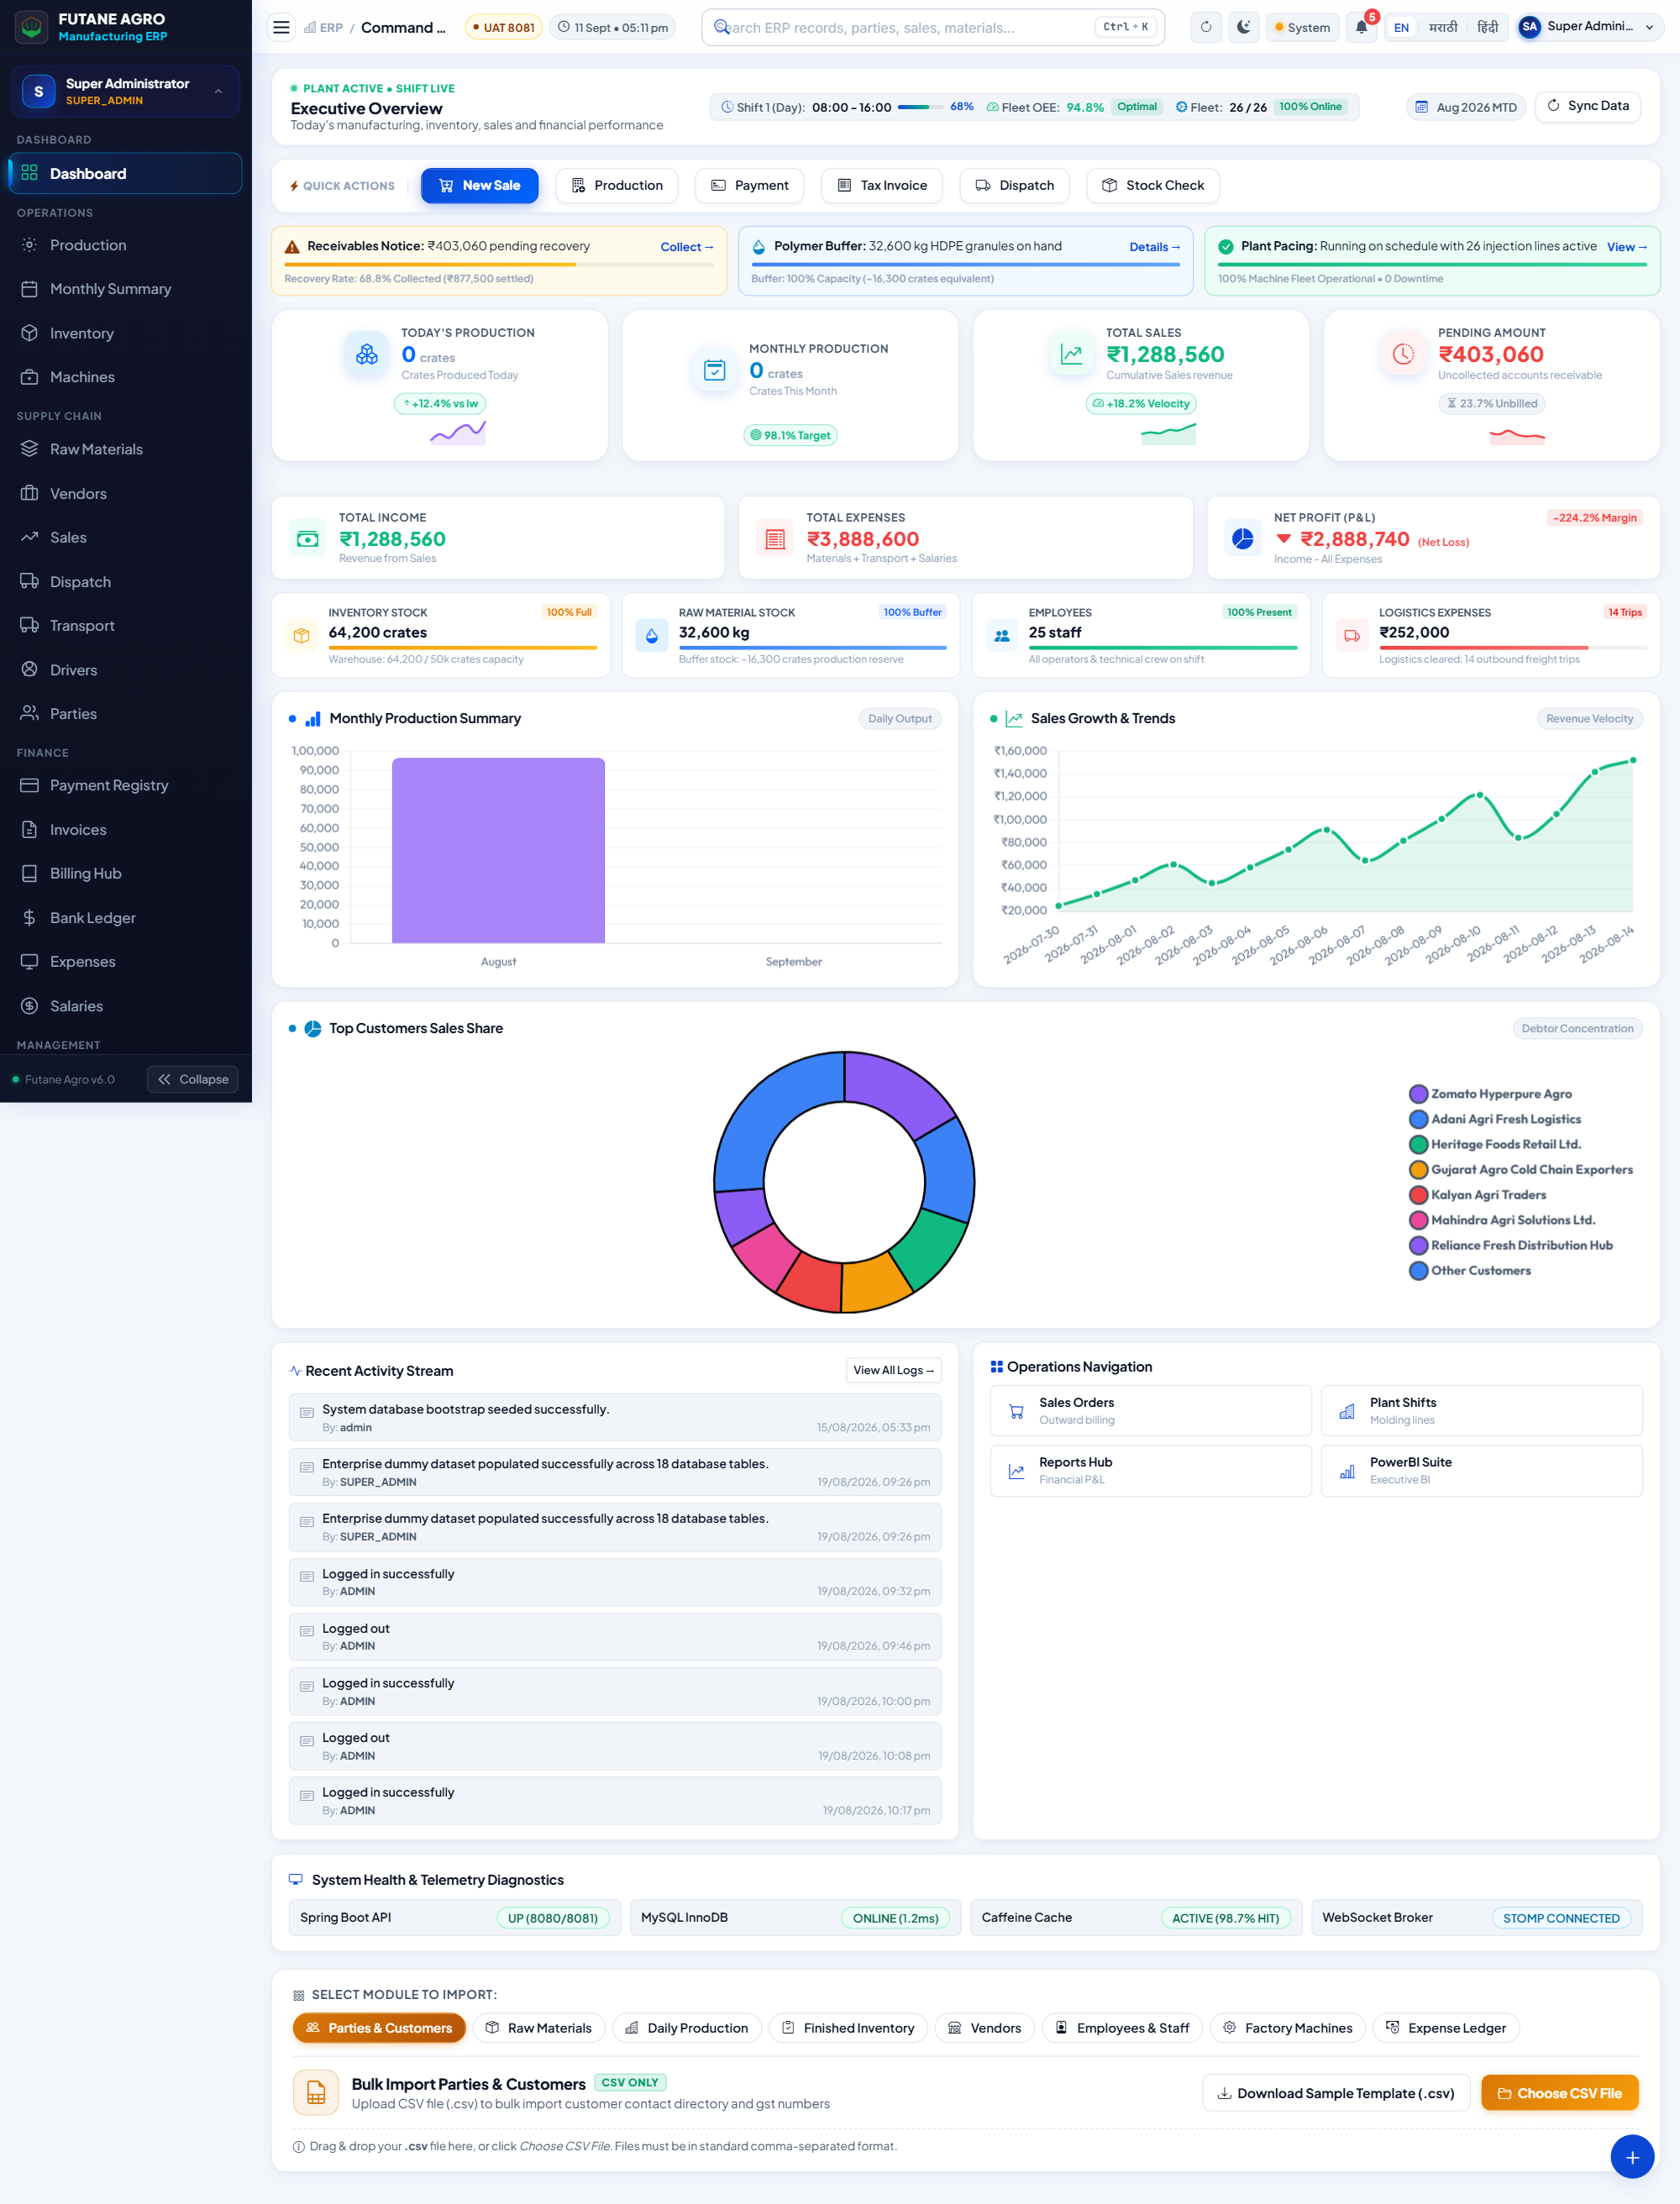 FUTANE AGRO
Manufacturing ERP
Super Administrator
SUPER_ADMIN
DASHBOARD
Dashboard
OPERATIONS
Production
Monthly Summary
Inventory
Machines
SUPPLY CHAIN
Raw Materials
Vendors
Sales
Dispatch
Transport
Drivers
Parties
FINANCE
Payment Registry
Invoices
Billing Hub
Bank Ledger
Expenses
Salaries
MANAGEMENT
Futane Agro v6.0
Collapse
ERP / Command ...
UAT 8081
11 Sept • 05:11 pm
Search ERP records, parties, sales, materials...
Ctrl + K
System
5
EN
मराठी
हिंदी
SA
Super Admini...
PLANT ACTIVE • SHIFT LIVE
Executive Overview
Today's manufacturing, inventory, sales and financial performance
Shift 1 (Day): 08:00 - 16:00 68%
Fleet OEE: 94.8% Optimal
Fleet: 26 / 26 100% Online
Aug 2026 MTD
Sync Data
QUICK ACTIONS
New Sale
Production
Payment
Tax Invoice
Dispatch
Stock Check
Receivables Notice: ₹403,060 pending recovery
Collect →
Recovery Rate: 68.8% Collected (₹877,500 settled)
Polymer Buffer: 32,600 kg HDPE granules on hand
Details →
Buffer: 100% Capacity (~16,300 crates equivalent)
Plant Pacing: Running on schedule with 26 injection lines active
View →
100% Machine Fleet Operational • 0 Downtime
TODAY'S PRODUCTION
0 crates
Crates Produced Today
↑ +12.4% vs lw
MONTHLY PRODUCTION
0 crates
Crates This Month
98.1% Target
TOTAL SALES
₹1,288,560
Cumulative Sales revenue
+18.2% Velocity
PENDING AMOUNT
₹403,060
Uncollected accounts receivable
23.7% Unbilled
TOTAL INCOME
₹1,288,560
Revenue from Sales
TOTAL EXPENSES
₹3,888,600
Materials + Transport + Salaries
NET PROFIT (P&L)
-224.2% Margin
₹2,888,740 (Net Loss)
Income - All Expenses
INVENTORY STOCK
100% Full
64,200 crates
Warehouse: 64,200 / 50k crates capacity
RAW MATERIAL STOCK
100% Buffer
32,600 kg
Buffer stock: ~16,300 crates production reserve
EMPLOYEES
100% Present
25 staff
All operators & technical crew on shift
LOGISTICS EXPENSES
14 Trips
₹252,000
Logistics cleared: 14 outbound freight trips
Monthly Production Summary
Daily Output
1,00,000
90,000
80,000
70,000
60,000
50,000
40,000
30,000
20,000
10,000
0
August
September
Sales Growth & Trends
Revenue Velocity
₹1,60,000
₹1,40,000
₹1,20,000
₹1,00,000
₹80,000
₹60,000
₹40,000
₹20,000
2026-07-30
2026-07-31
2026-08-01
2026-08-02
2026-08-03
2026-08-04
2026-08-05
2026-08-06
2026-08-07
2026-08-08
2026-08-09
2026-08-10
2026-08-11
2026-08-12
2026-08-13
2026-08-14
Top Customers Sales Share
Debtor Concentration
Zomato Hyperpure Agro
Adani Agri Fresh Logistics
Heritage Foods Retail Ltd.
Gujarat Agro Cold Chain Exporters
Kalyan Agri Traders
Mahindra Agri Solutions Ltd.
Reliance Fresh Distribution Hub
Other Customers
Recent Activity Stream
View All Logs →
System database bootstrap seeded successfully.
By: admin
15/08/2026, 05:33 pm
Enterprise dummy dataset populated successfully across 18 database tables.
By: SUPER_ADMIN
19/08/2026, 09:26 pm
Enterprise dummy dataset populated successfully across 18 database tables.
By: SUPER_ADMIN
19/08/2026, 09:26 pm
Logged in successfully
By: ADMIN
19/08/2026, 09:32 pm
Logged out
By: ADMIN
19/08/2026, 09:46 pm
Logged in successfully
By: ADMIN
19/08/2026, 10:00 pm
Logged out
By: ADMIN
19/08/2026, 10:08 pm
Logged in successfully
By: ADMIN
19/08/2026, 10:17 pm
Operations Navigation
Sales Orders
Outward billing
Plant Shifts
Molding lines
Reports Hub
Financial P&L
PowerBI Suite
Executive BI
System Health & Telemetry Diagnostics
Spring Boot API
UP (8080/8081)
MySQL InnoDB
ONLINE (1.2ms)
Caffeine Cache
ACTIVE (98.7% HIT)
WebSocket Broker
STOMP CONNECTED
SELECT MODULE TO IMPORT:
Parties & Customers
Raw Materials
Daily Production
Finished Inventory
Vendors
Employees & Staff
Factory Machines
Expense Ledger
Bulk Import Parties & Customers
CSV ONLY
Upload CSV file (.csv) to bulk import customer contact directory and gst numbers
Download Sample Template (.csv)
Choose CSV File
Drag & drop your .csv file here, or click Choose CSV File. Files must be in standard comma-separated format.